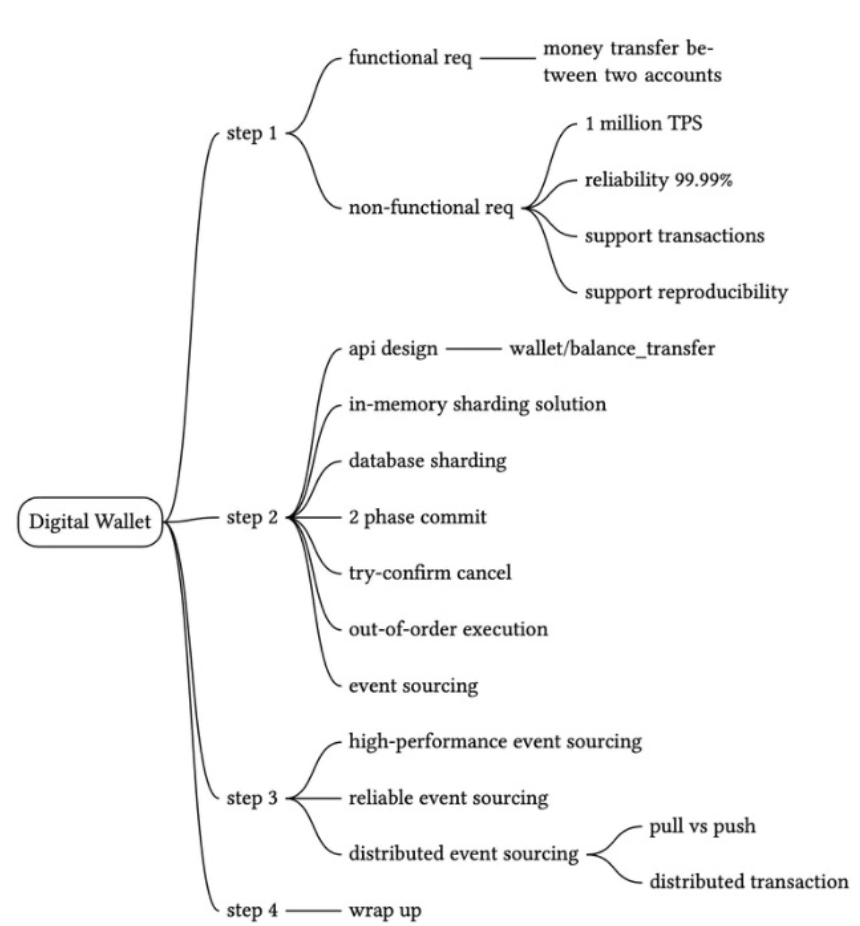 functional req
money transfer be-
tween two accounts
step 1
1 million TPS
reliability 99.99%
non-functional req
support transactions
support reproducibility
api design
wallet/balance_transfer
in-memory sharding solution
database sharding
Digital Wallet
step 2
2 phase commit
try-confirm cancel
out-of-order execution
event sourcing
high-performance event sourcing
step 3
reliable event sourcing
distributed event sourcing
pull vs push
distributed transaction
step 4
wrap up